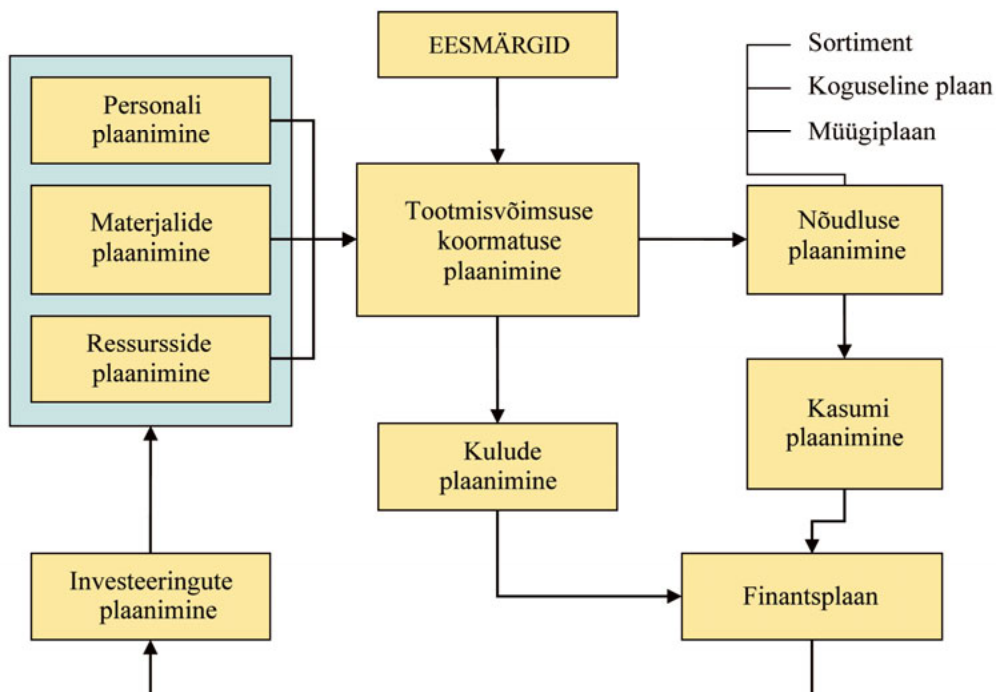 EESMÄRGID
Sortiment
Koguseline plaan
Müügiplaan
Personali
plaanimine
Materjalide
plaanimine
Ressursside
plaanimine
Tootmisvõimsuse
koormatuse
plaanimine
Nõudluse
plaanimine
Kasumi
plaanimine
Kulude
plaanimine
Investeeringute
plaanimine
Finantsplaan